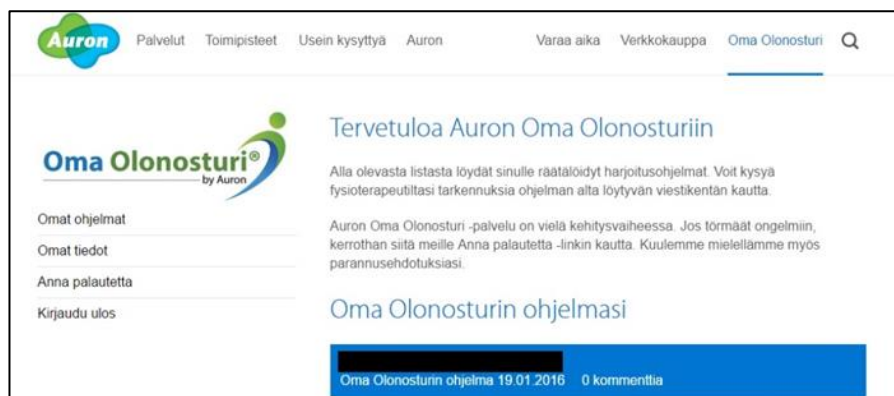 Auron Palvelut Toimipisteet Usein kysyttyä Auron Varaa aika Verkkokauppa Oma Olonosturi
Oma Olonosturi®
by Auron
Omat ohjelmat
Omat tiedot
Anna palautetta
Kirjaudu ulos
Tervetuloa Auron Oma Olonosturiin
Alla olevasta listasta löydät sinulle räätälöidyt harjoitusohjelmat. Voit kysyä
fysioterapeutiltasi tarkennuksia ohjelman alta löytyvän viestikentän kautta.
Auron Oma Olonosturi -palvelu on vielä kehitysvaiheessa. Jos törmäät ongelmiin,
kerrothan siitä meille Anna palautetta -linkin kautta. Kuulemme mielellämme myös
parannusehdotuksiasi.
Oma Olonosturin ohjelmasi
Oma Olonosturin ohjelma 19.01.2016 0 kommenttia